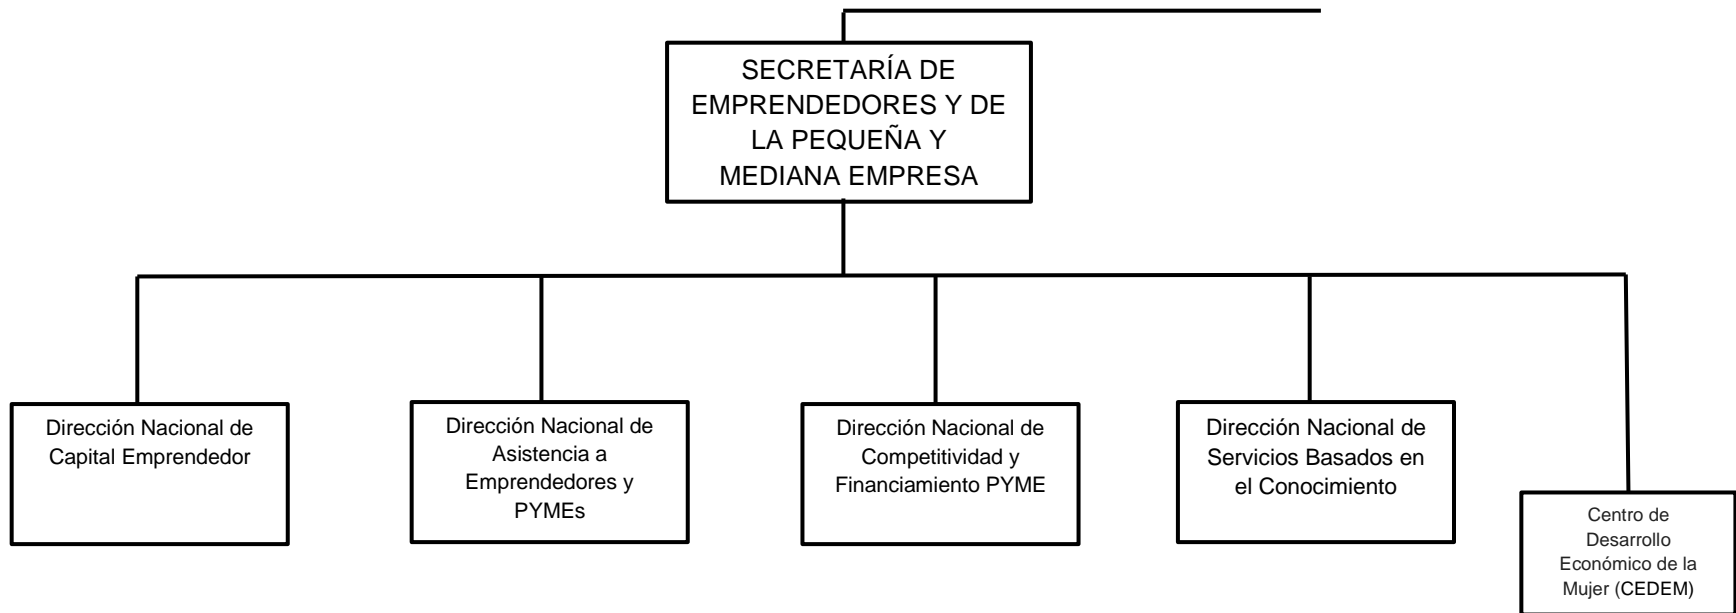 SECRETARÍA DE
EMPRENDEDORES Y DE
LA PEQUEÑA Y
MEDIANA EMPRESA
Dirección Nacional de
Capital Emprendedor
Dirección Nacional de
Asistencia a
Emprendedores y
PYMEs
Dirección Nacional de
Competitividad y
Financiamiento PYME
Dirección Nacional de
Servicios Basados en
el Conocimiento
Centro de
Desarrollo
Económico de la
Mujer (CEDEM)